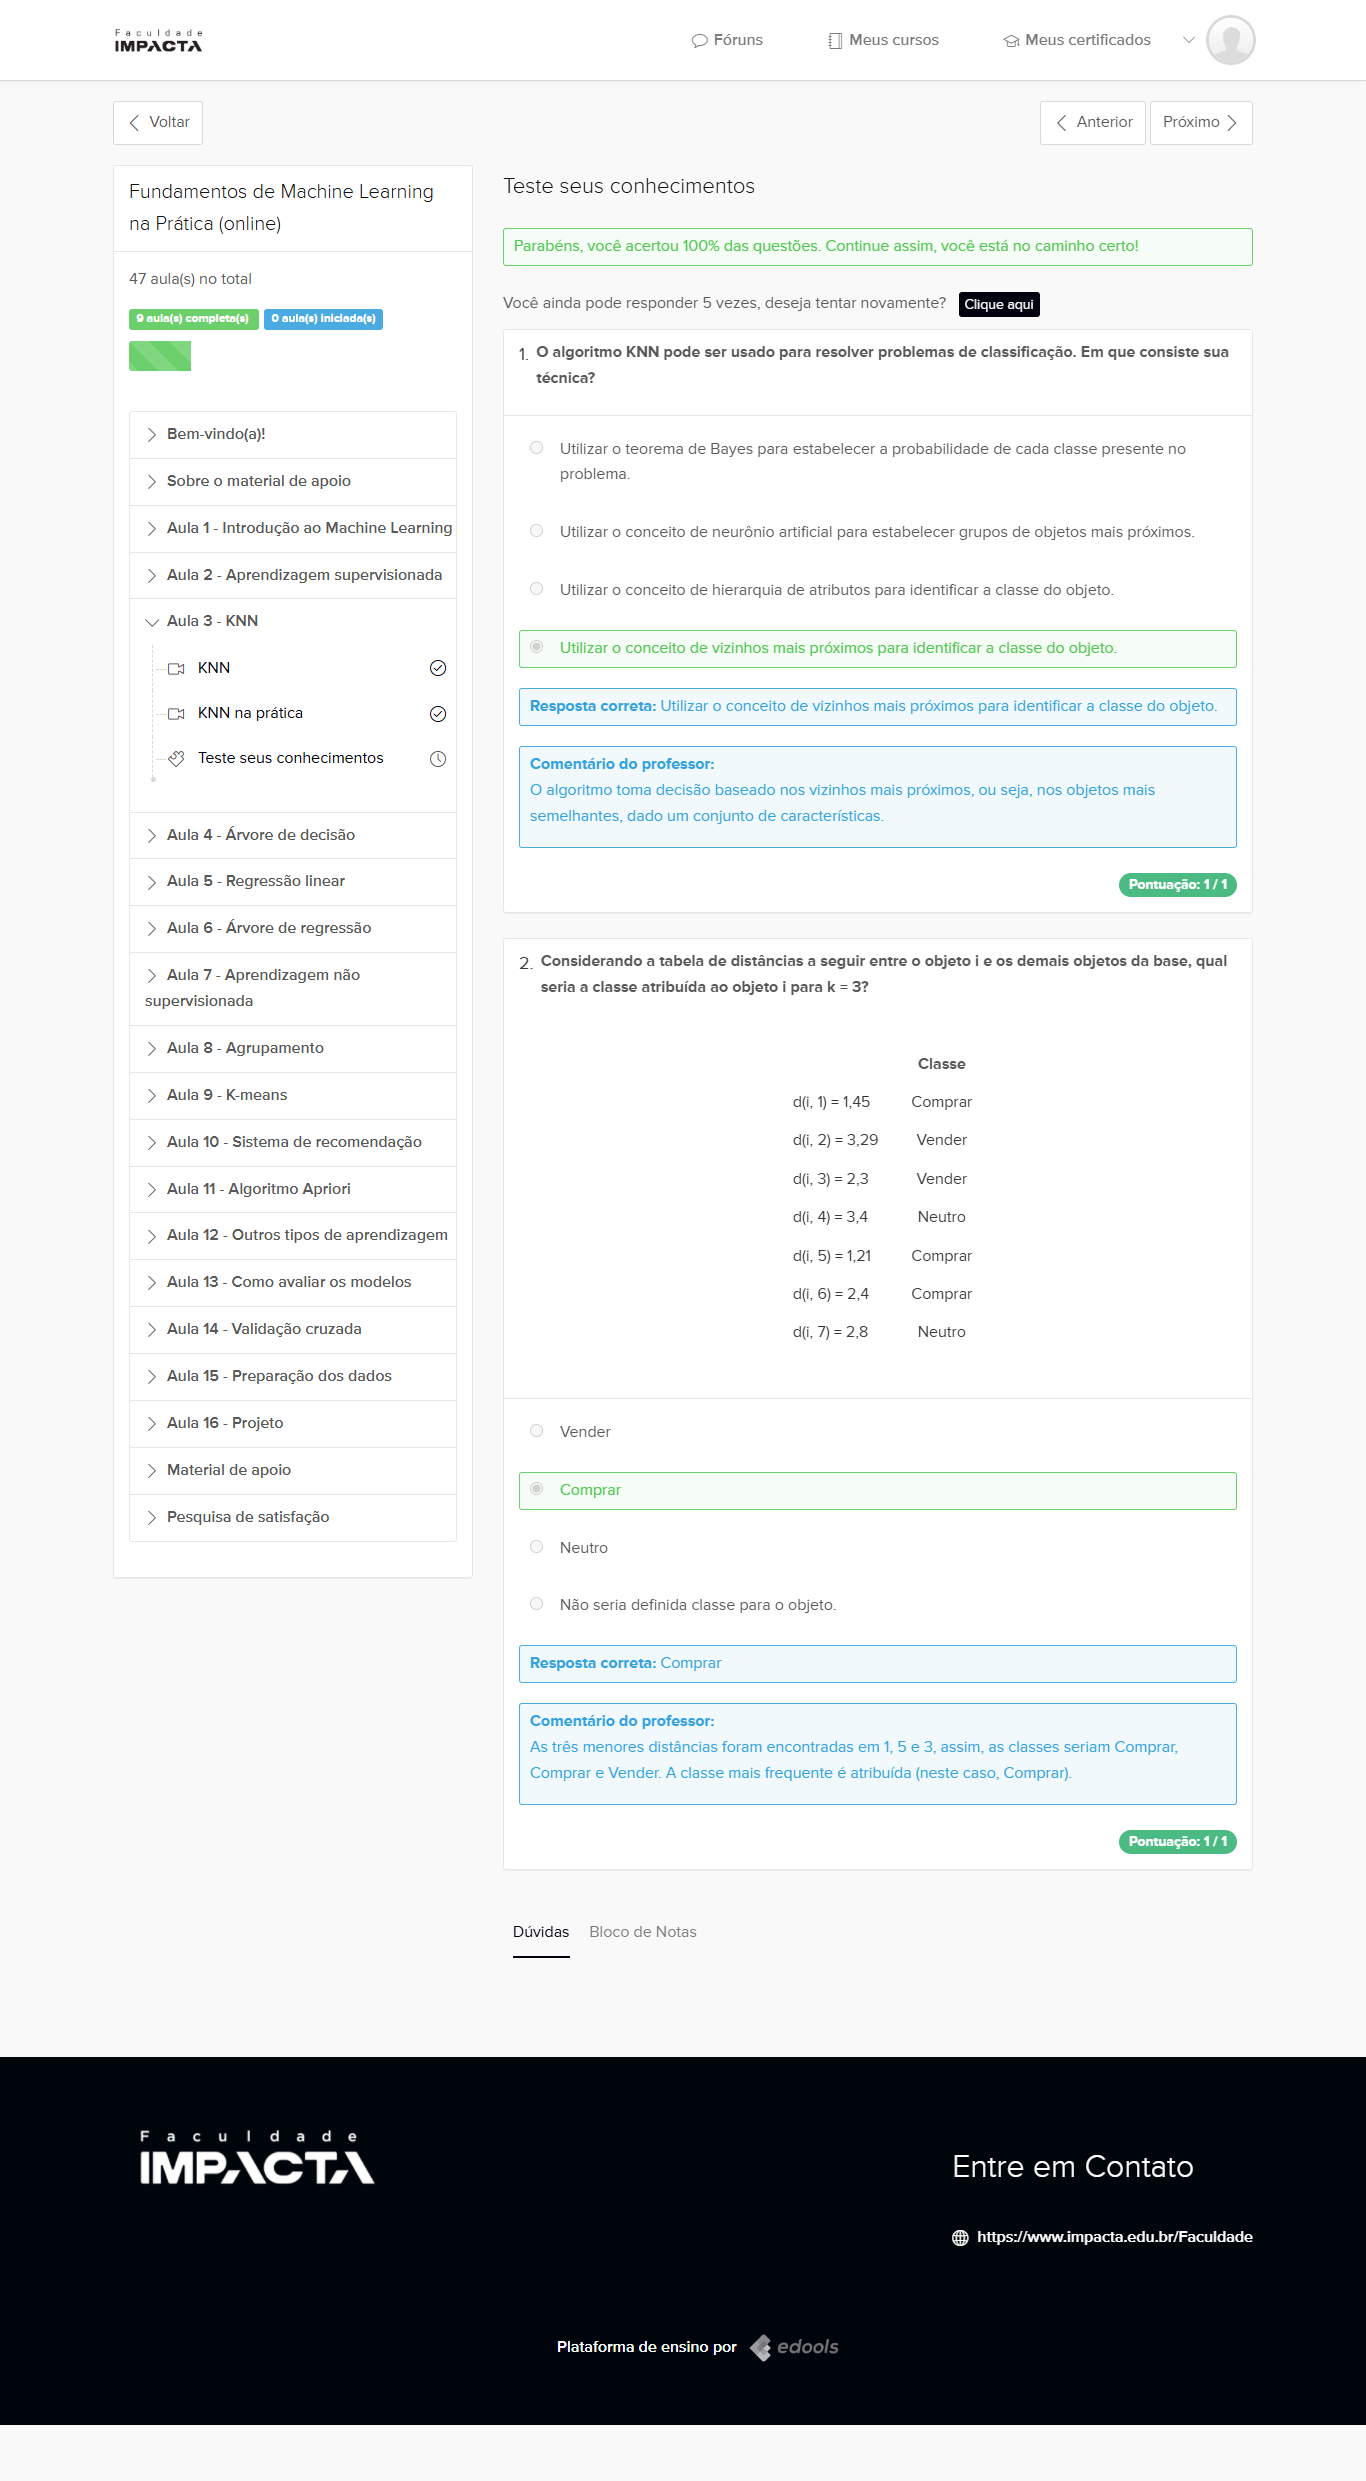 Faculdade
IMPACTA
Fóruns
Meus cursos
Meus certificados
Voltar
Anterior
Próximo
Fundamentos de Machine Learning
na Prática (online)
47 aula(s) no total
9 aula(s) completa(s)
0 aula(s) iniciada(s)
Bem-vindo(a)!
Sobre o material de apoio
Aula 1 - Introdução ao Machine Learning
Aula 2 - Aprendizagem supervisionada
Aula 3 - KNN
KNN
KNN na prática
Teste seus conhecimentos
Aula 4 - Árvore de decisão
Aula 5 - Regressão linear
Aula 6 - Árvore de regressão
Aula 7 - Aprendizagem não
supervisionada
Aula 8 - Agrupamento
Aula 9 - K-means
Aula 10 - Sistema de recomendação
Aula 11 - Algoritmo Apriori
Aula 12 - Outros tipos de aprendizagem
Aula 13 - Como avaliar os modelos
Aula 14 - Validação cruzada
Aula 15 - Preparação dos dados
Aula 16 - Projeto
Material de apoio
Pesquisa de satisfação
Teste seus conhecimentos
Parabéns, você acertou 100% das questões. Continue assim, você está no caminho certo!
Você ainda pode responder 5 vezes, deseja tentar novamente? Clique aqui
1. O algoritmo KNN pode ser usado para resolver problemas de classificação. Em que consiste sua
técnica?
Utilizar o teorema de Bayes para estabelecer a probabilidade de cada classe presente no
problema.
Utilizar o conceito de neurônio artificial para estabelecer grupos de objetos mais próximos.
Utilizar o conceito de hierarquia de atributos para identificar a classe do objeto.
Utilizar o conceito de vizinhos mais próximos para identificar a classe do objeto.
Resposta correta: Utilizar o conceito de vizinhos mais próximos para identificar a classe do objeto.
Comentário do professor:
O algoritmo toma decisão baseado nos vizinhos mais próximos, ou seja, nos objetos mais
semelhantes, dado um conjunto de características.
Pontuação: 1 / 1
2. Considerando a tabela de distâncias a seguir entre o objeto i e os demais objetos da base, qual
seria a classe atribuída ao objeto i para k = 3?
Classe
d(i, 1) = 1,45 Comprar
d(i, 2) = 3,29 Vender
d(i, 3) = 2,3 Vender
d(i, 4) = 3,4 Neutro
d(i, 5) = 1,21 Comprar
d(i, 6) = 2,4 Comprar
d(i, 7) = 2,8 Neutro
Vender
Comprar
Neutro
Não seria definida classe para o objeto.
Resposta correta: Comprar
Comentário do professor:
As três menores distâncias foram encontradas em 1, 5 e 3, assim, as classes seriam Comprar,
Comprar e Vender. A classe mais frequente é atribuída (neste caso, Comprar).
Pontuação: 1 / 1
Dúvidas
Bloco de Notas
Faculdade
IMPACTA
Entre em Contato
https://www.impacta.edu.br/Faculdade
Plataforma de ensino por edools